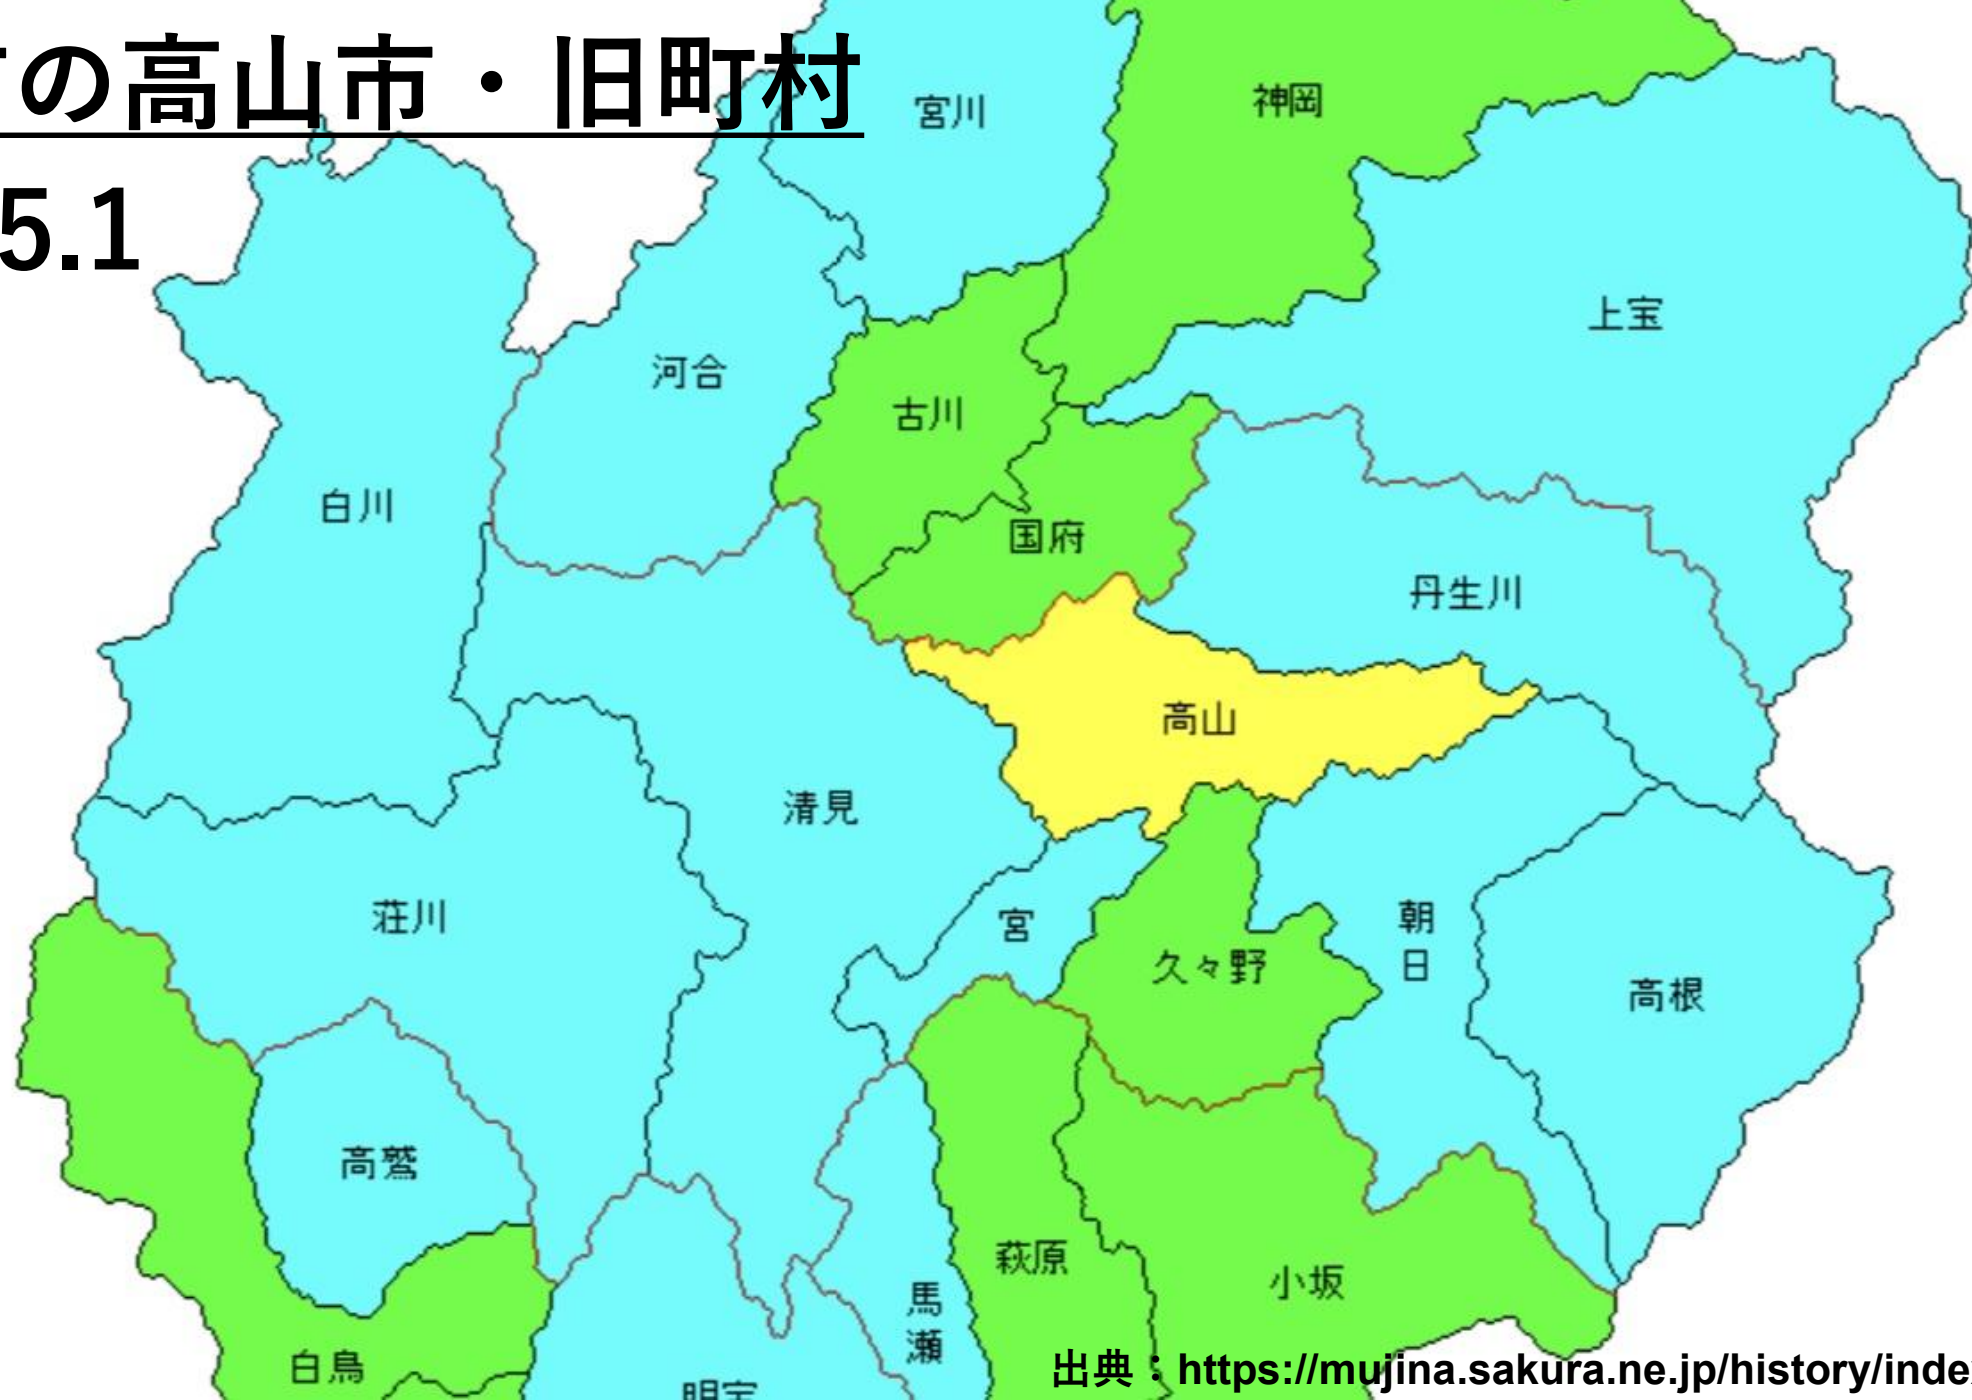 の高山市・旧町村
5.1
宮川
神岡
上宝
河合
古川
白川
国府
丹生川
高山
清見
荘川
宮
朝日
久々野
高根
高鷲
萩原
小坂
馬瀬
白鳥
出典：https://mujina.sakura.ne.jp/history/inde